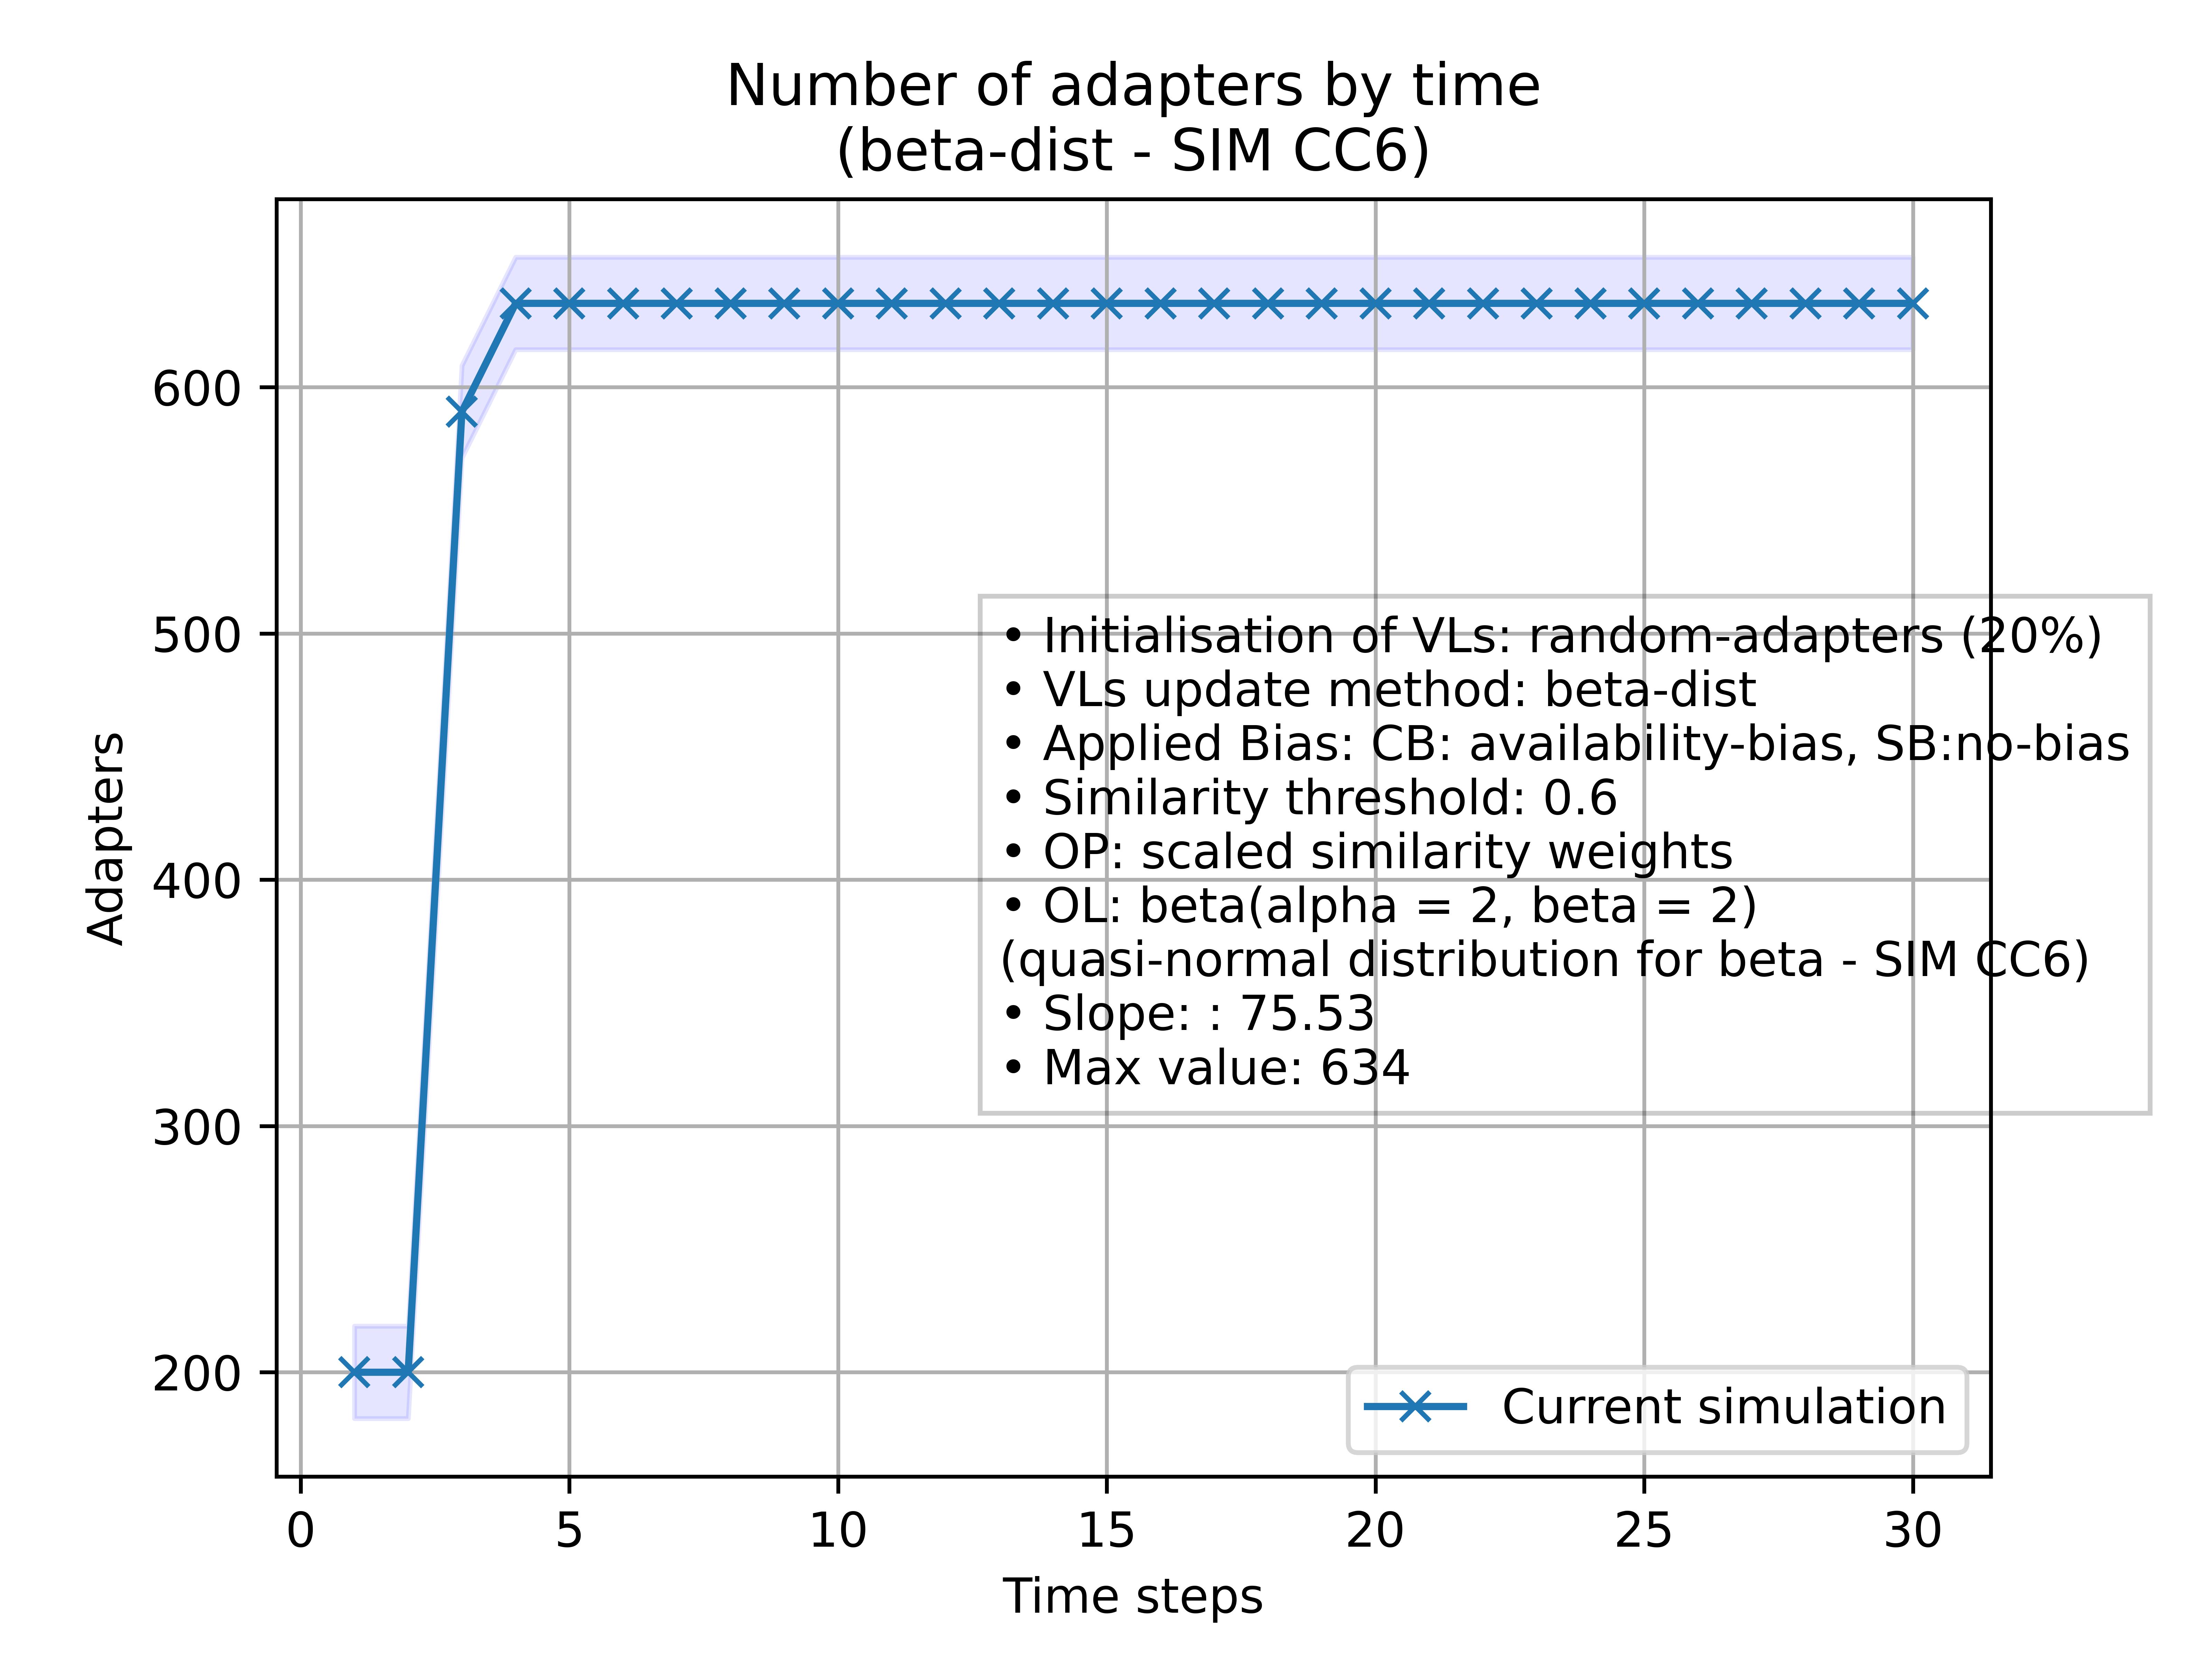 Number of adapters by time
(beta-dist - SIM CC6)
600
500
400
300
200
Adapters
• Initialisation of VLs: random-adapters (20%)
• VLs update method: beta-dist
• Applied Bias: CB: availability-bias, SB:no-bias
• Similarity threshold: 0.6
• OP: scaled similarity weights
• OL: beta(alpha = 2, beta = 2)
(quasi-normal distribution for beta - SIM CC6)
• Slope: : 75.53
• Max value: 634
Current simulation
0 5 10 15 20 25 30
Time steps